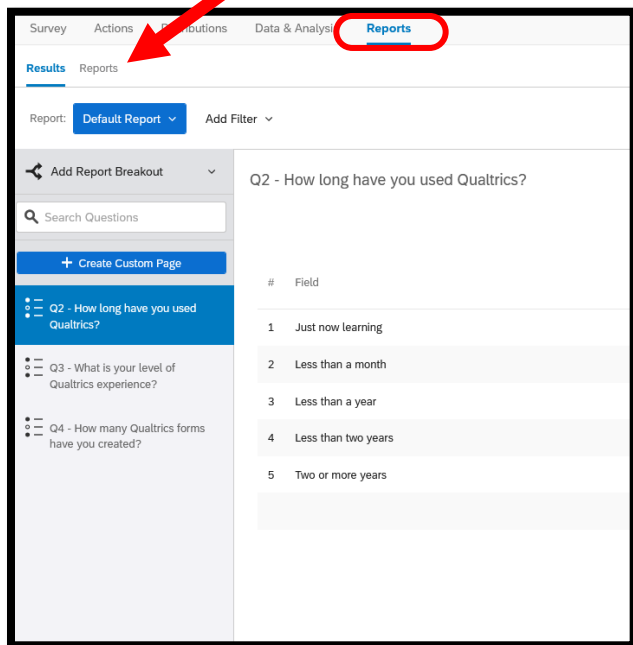 Survey Actions Data & Analysis Reports
Results Reports
Report: Default Report Add Filter
Add Report Breakout
Q2 - How long have you used Qualtrics?
Search Questions
+ Create Custom Page
# Field
Q2 - How long have you used
Qualtrics?
1 Just now learning
2 Less than a month
Q3 - What is your level of
Qualtrics experience?
3 Less than a year
Q4 - How many Qualtrics forms
have you created?
4 Less than two years
5 Two or more years